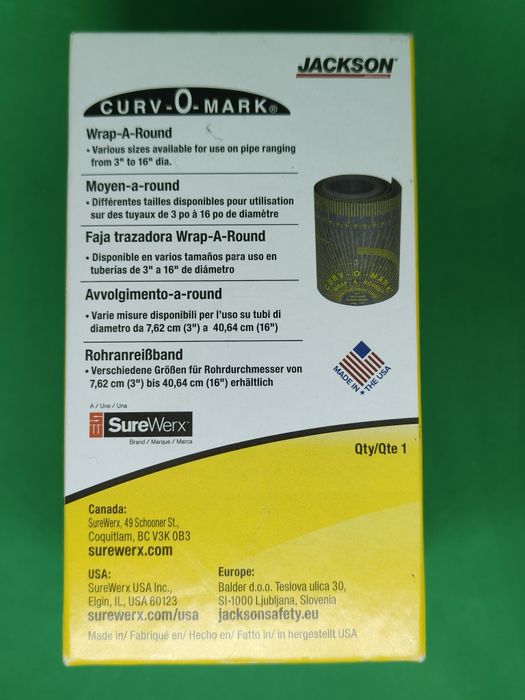 JACKSON
CURV-O-MARK®
Wrap-A-Round
• Various sizes available for use on pipe ranging
from 3" to 16" dia.
Moyen-a-round
• Différentes tailles disponibles pour utilisation
sur des tuyaux de 3 po à 16 po de diamètre
Faja trazadora Wrap-A-Round
• Disponible en varios tamaños para uso en
tuberías de 3" a 16" de diámetro
Avvolgimento-a-round
• Varie misure disponibili per l'uso su tubi di
diametro da 7,62 cm (3") a 40,64 cm (16")
Rohranreißband
• Verschiedene Größen für Rohrdurchmesser von
7,62 cm (3") bis 40,64 cm (16") erhältlich
CURV-O-MARK
WRAP-A-ROUND
MADE IN THE USA
A / Une / Una
SureWerx
Brand / Marque / Marca
Qty/Qte 1
Canada:
SureWerx, 49 Schooner St.,
Coquitlam, BC V3K 0B3
surewerx.com
USA:
SureWerx USA Inc.,
Elgin, IL, USA 60123
surewerx.com/usa
Europe:
Balder d.o.o. Teslova ulica 30,
SI-1000 Ljubljana, Slovenia
jacksonsafety.eu
Made in/ Fabriqué en/ Hecho en/ Fatto in/ in hergestellt USA